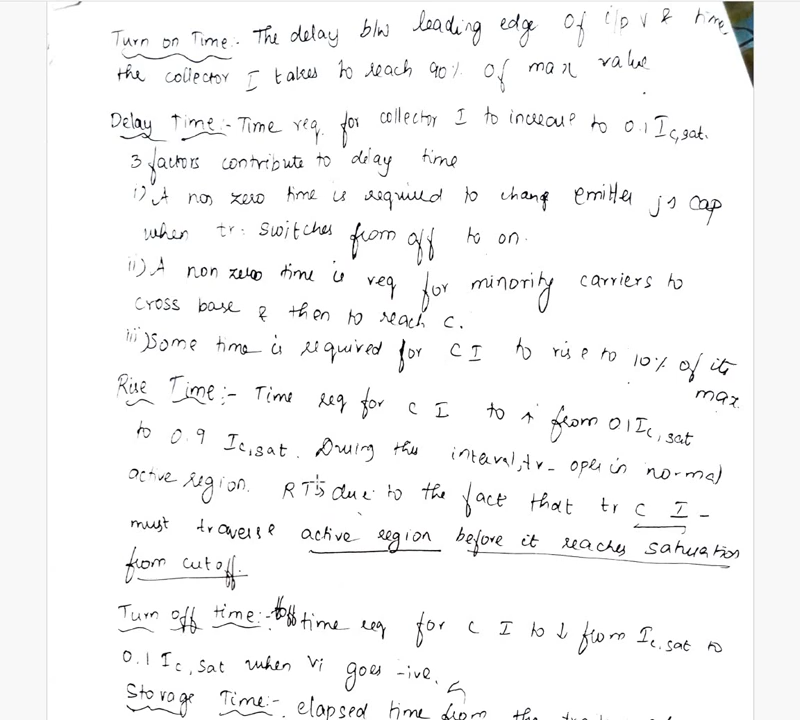 Turn on Time:- The delay b/w leading edge of i/p V & time
the collector I takes to reach 90% of max value
Delay Time:- Time req. for collector I to increase to 0.1 Ic,sat.
3 factors contribute to delay time
i) A non zero time is required to change emitter jn cap
when tr. switches from off to on.
ii) A non zero time is req for minority carriers to
cross base & then to reach C.
iii) Some time is required for C I to rise to 10% of its
max
Rise Time:- Time req for C I to ↑ from 0.1 Ic,sat
to 0.9 Ic,sat. During this interval, tr- oper in normal
active region. RT is due to the fact that tr C I -
must traverse active region before it reaches saturation
from cutoff.
Turn off time:- time req for C I to ↓ from Ic,sat to
0.1 Ic,sat when Vi goes -ive.
Storage Time:- elapsed time from the